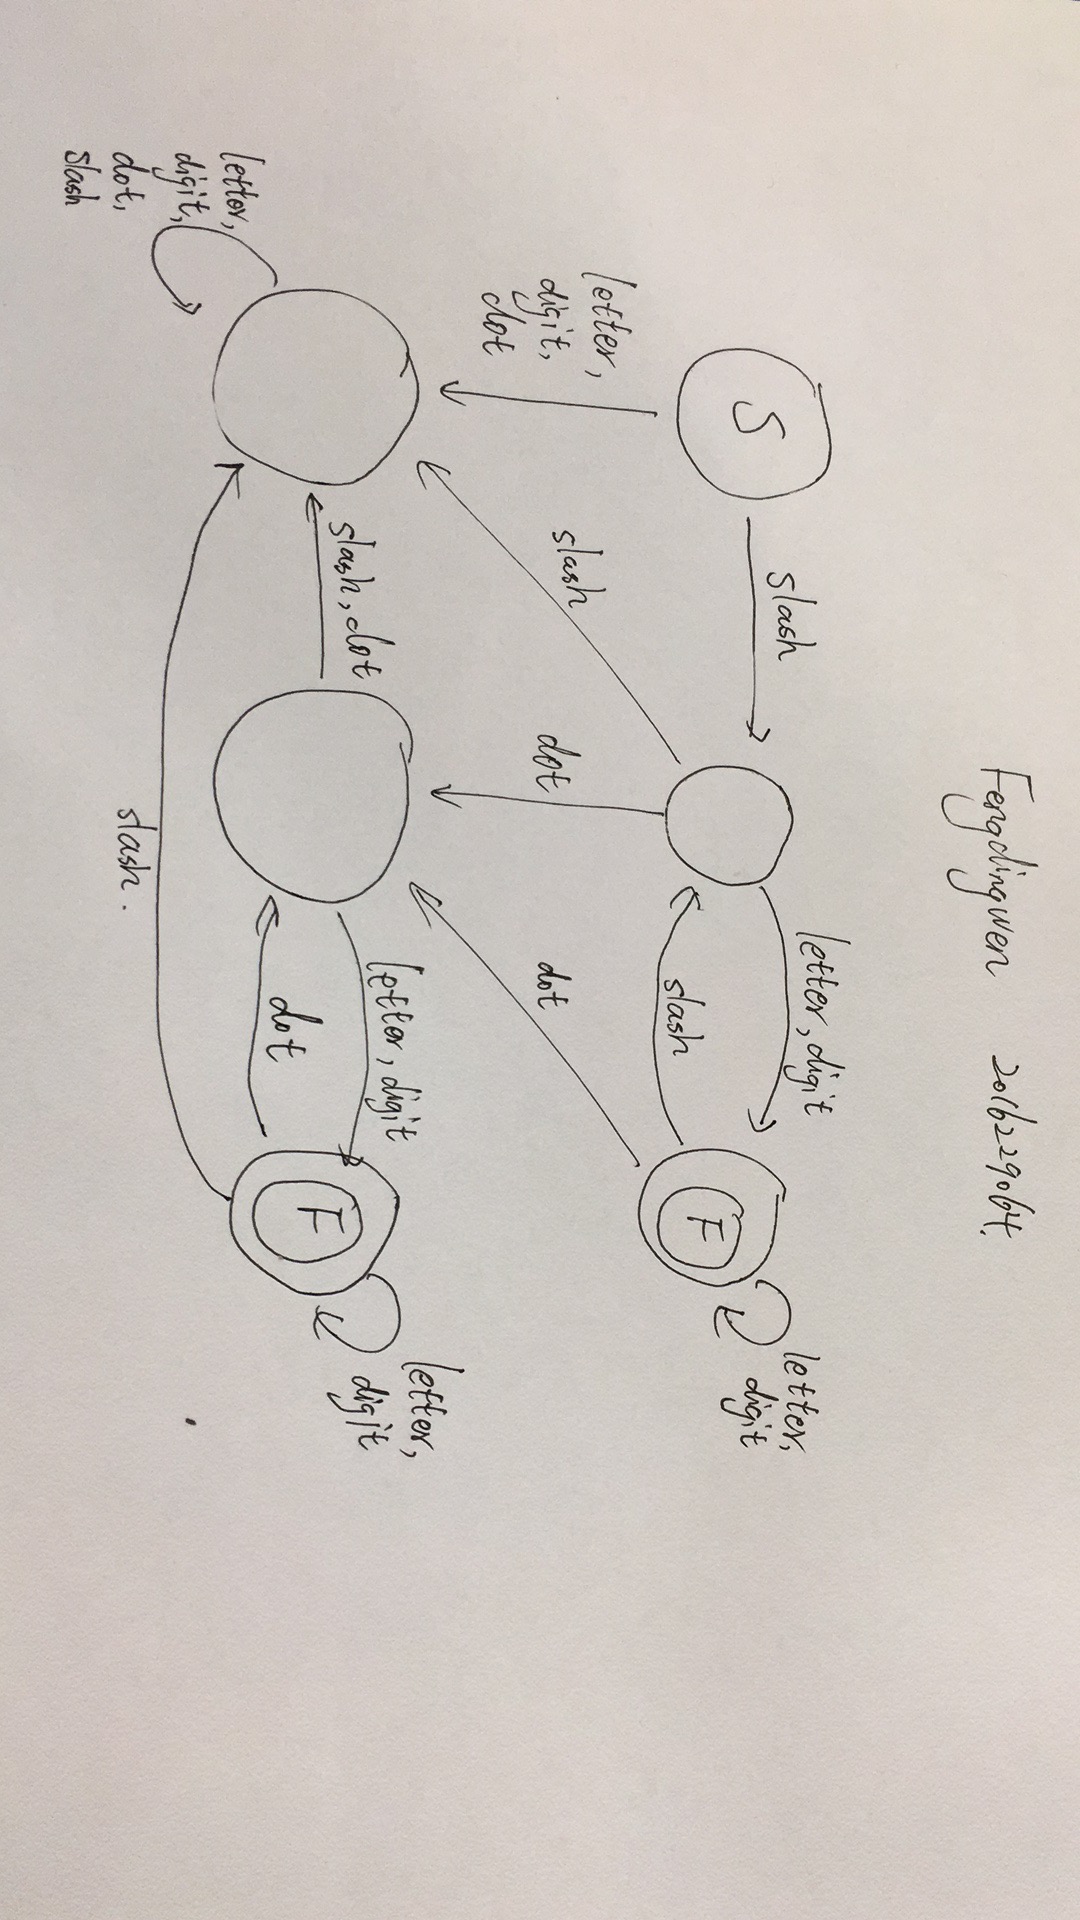 Fengdingwen 2016229064.
S
slash
letter, digit
letter,
digit
F
slash
letter,
digit,
dot
slash
dot
dot
letter,
digit,
dot,
slash
slash, dot
letter, digit
dot
F
letter,
digit
slash.